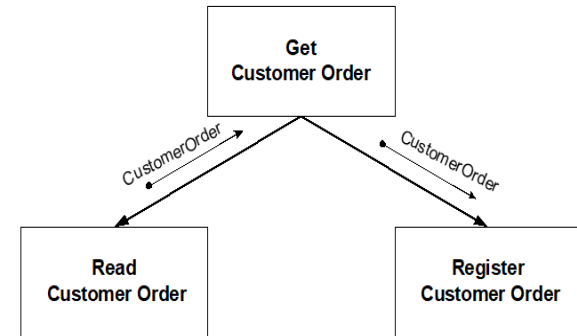 Get
Customer Order
CustomerOrder
CustomerOrder
Read
Customer Order
Register
Customer Order